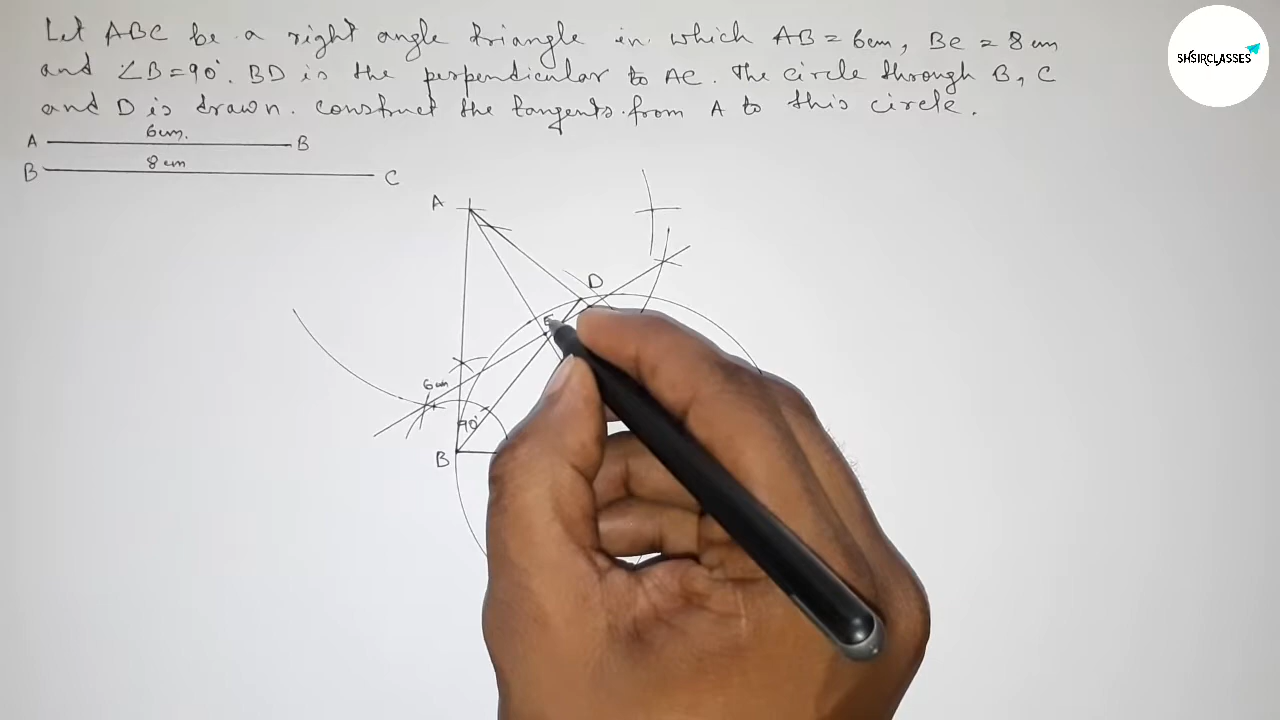 Let ABC be a right angle triangle in which AB = 6cm, BC = 8 cm
and ∠B=90°. BD is the perpendicular to AC. The circle through B, C
and D is drawn. Construct the tangents from A to this circle.
A 6cm. B
B 8 cm C
SHSIRCLASSES
A
D
E
6cm
90°
B